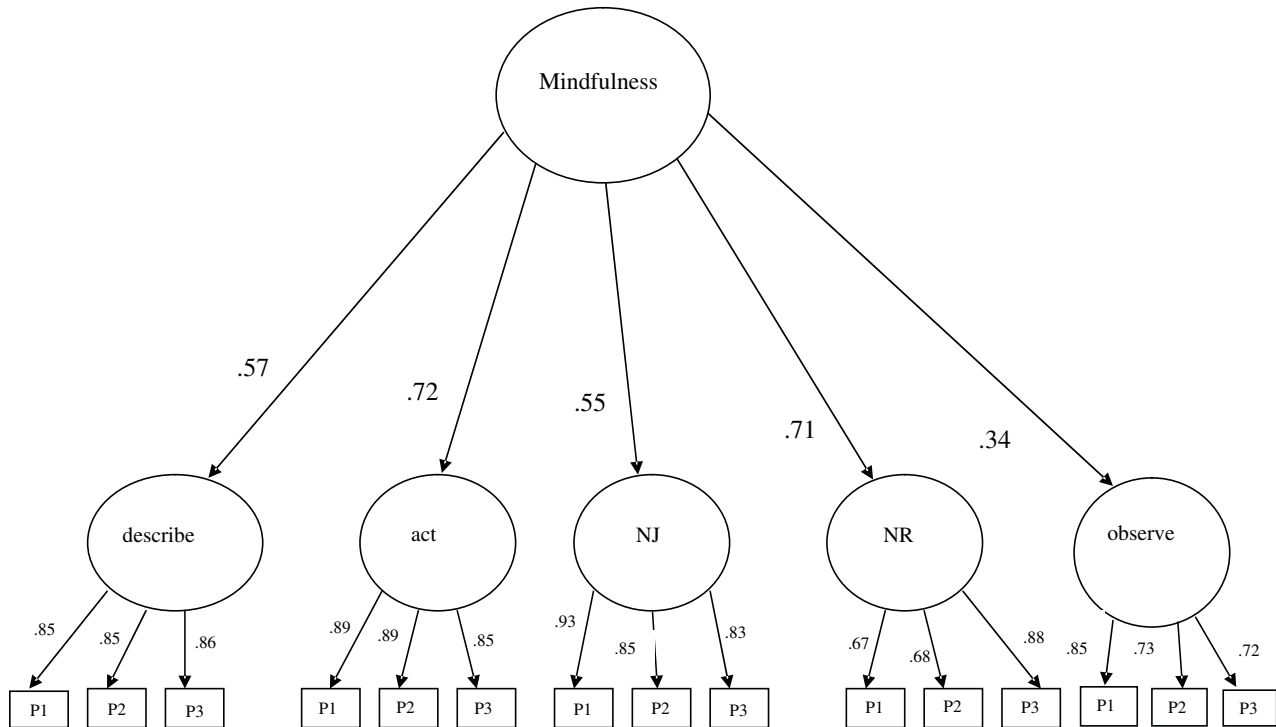 Mindfulness
.57
.72
.55
.71
.34
describe
act
NJ
NR
observe
.85
.85
.86
.89
.89
.85
.93
.85
.83
.67
.68
.88
.85
.73
.72
P1
P2
P3
P1
P2
P3
P1
P2
P3
P1
P2
P3
P1
P2
P3